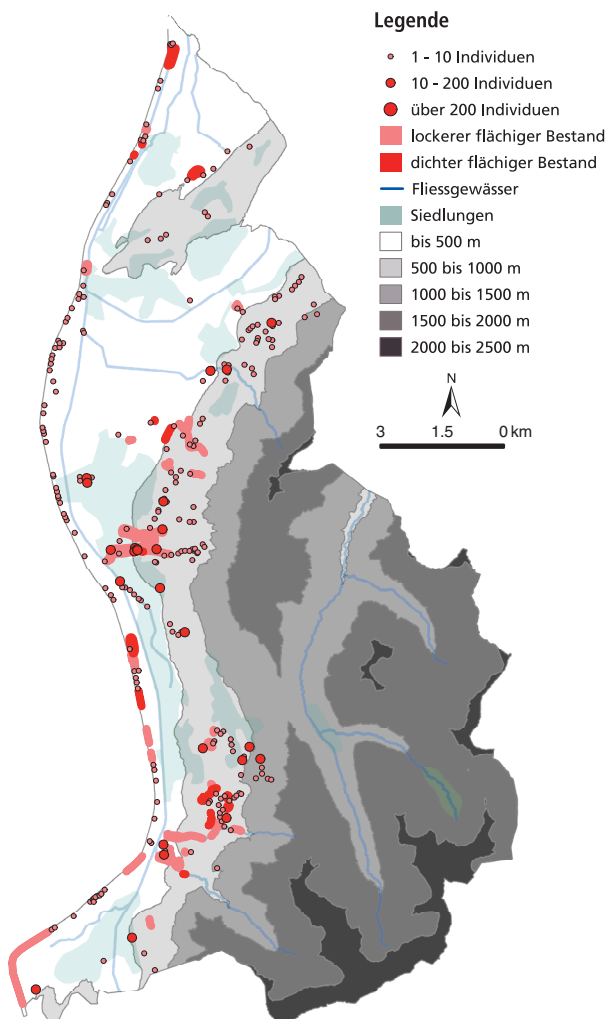 Legende
1 - 10 Individuen
10 - 200 Individuen
über 200 Individuen
lockerer flächiger Bestand
dichter flächiger Bestand
Fliessgewässer
Siedlungen
bis 500 m
500 bis 1000 m
1000 bis 1500 m
1500 bis 2000 m
2000 bis 2500 m
N
3 1.5 0 km